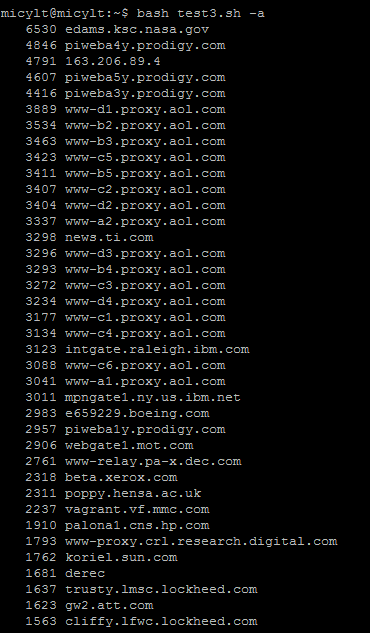 micylt@micylt:~$ bash test3.sh -a
6530 edams.ksc.nasa.gov
4846 piweba4y.prodigy.com
4791 163.206.89.4
4607 piweba5y.prodigy.com
4416 piweba3y.prodigy.com
3889 www-d1.proxy.aol.com
3534 www-b2.proxy.aol.com
3463 www-b3.proxy.aol.com
3423 www-c5.proxy.aol.com
3411 www-b5.proxy.aol.com
3407 www-c2.proxy.aol.com
3404 www-d2.proxy.aol.com
3337 www-a2.proxy.aol.com
3298 news.ti.com
3296 www-d3.proxy.aol.com
3293 www-b4.proxy.aol.com
3272 www-c3.proxy.aol.com
3234 www-d4.proxy.aol.com
3177 www-c1.proxy.aol.com
3134 www-c4.proxy.aol.com
3123 intgate.raleigh.ibm.com
3088 www-c6.proxy.aol.com
3041 www-a1.proxy.aol.com
3011 mpngate1.ny.us.ibm.net
2983 e659229.boeing.com
2957 piweba1y.prodigy.com
2906 webgate1.mot.com
2761 www-relay.pa-x.dec.com
2318 beta.xerox.com
2311 poppy.hensa.ac.uk
2237 vagrant.vf.mmc.com
1910 palona1.cns.hp.com
1793 www-proxy.crl.research.digital.com
1762 koriel.sun.com
1681 derec
1637 trusty.lmsc.lockheed.com
1623 gw2.att.com
1563 cliffy.lfwc.lockheed.com